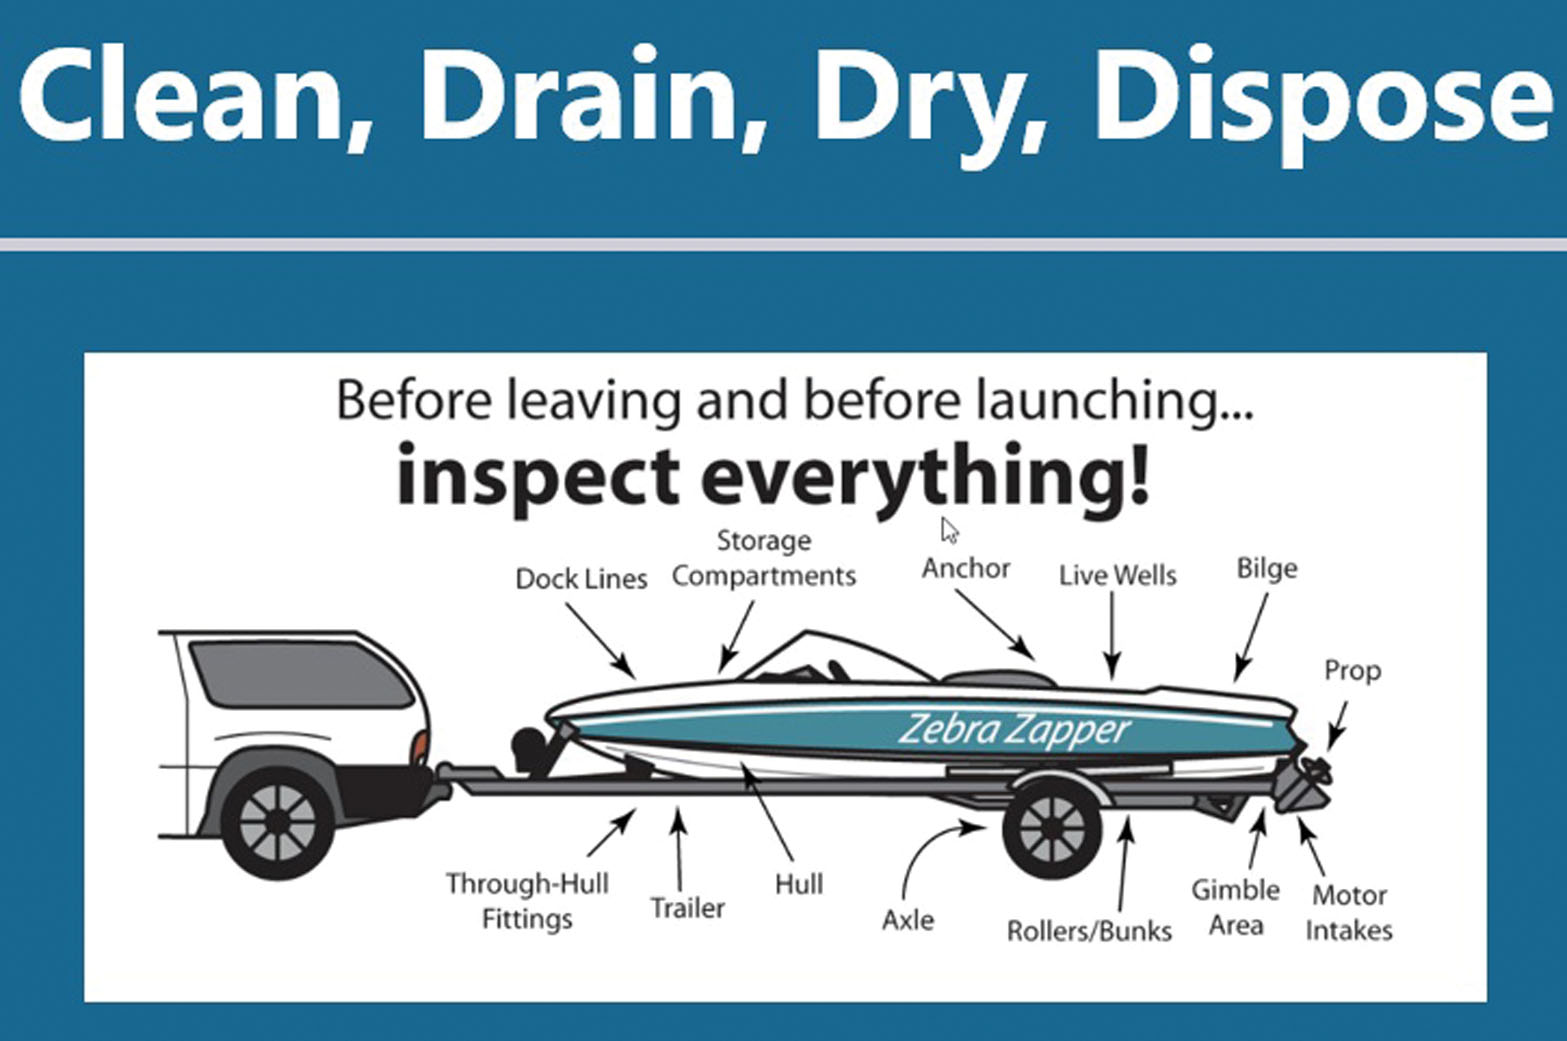 Clean, Drain, Dry, Dispose
Before leaving and before launching...
inspect everything!
Storage
Compartments
Dock Lines
Anchor
Live Wells
Bilge
Prop
Zebra Zapper
Through-Hull
Fittings
Trailer
Hull
Axle
Rollers/Bunks
Gimble
Area
Motor
Intakes